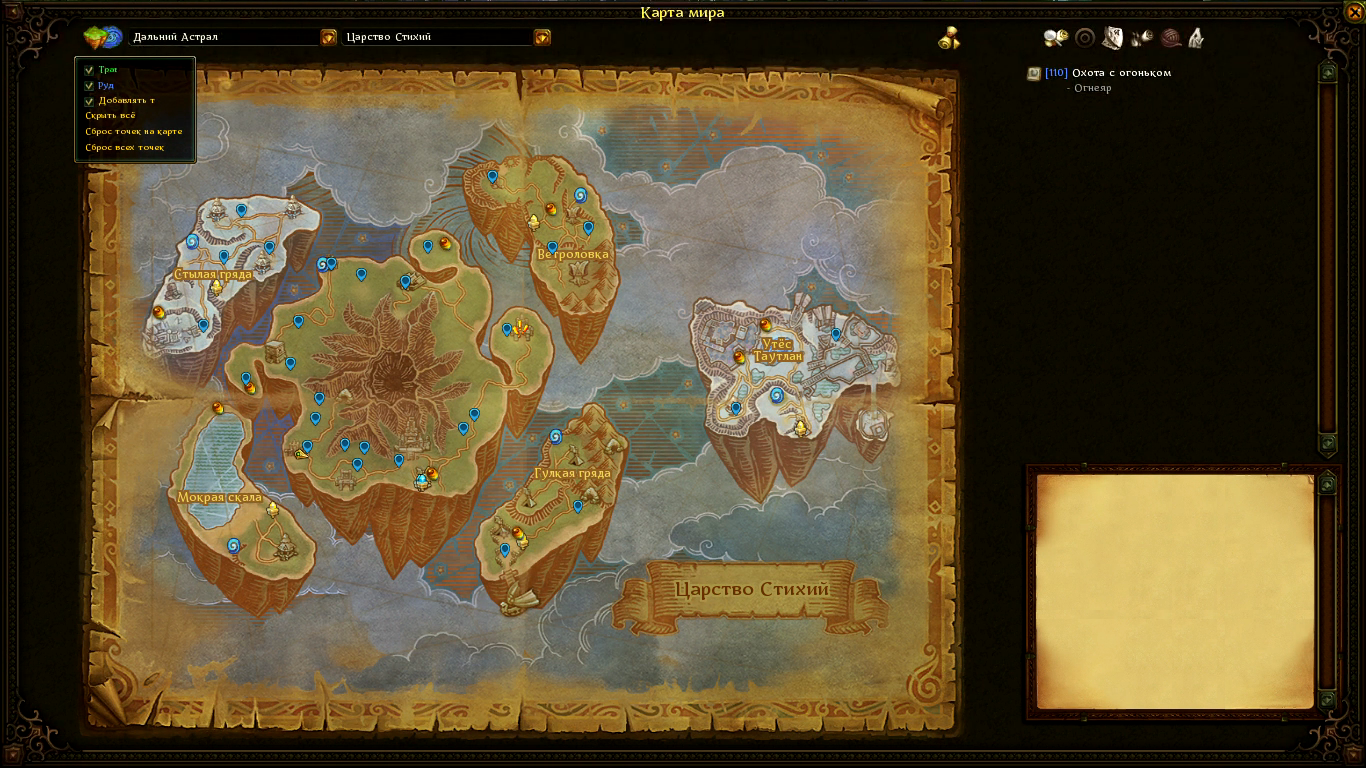 Карта мира
Дальний Астрал
Царство Стихий
Трав
Руд
Добавлять т
Скрыть всё
Сброс точек на карте
Сброс всех точек
[110] Охота с огоньком
- Огнеяр
Ветроловка
Стылая гряда
Утёс
Таутлан
Гулкая гряда
Мокрая скала
Царство Стихий